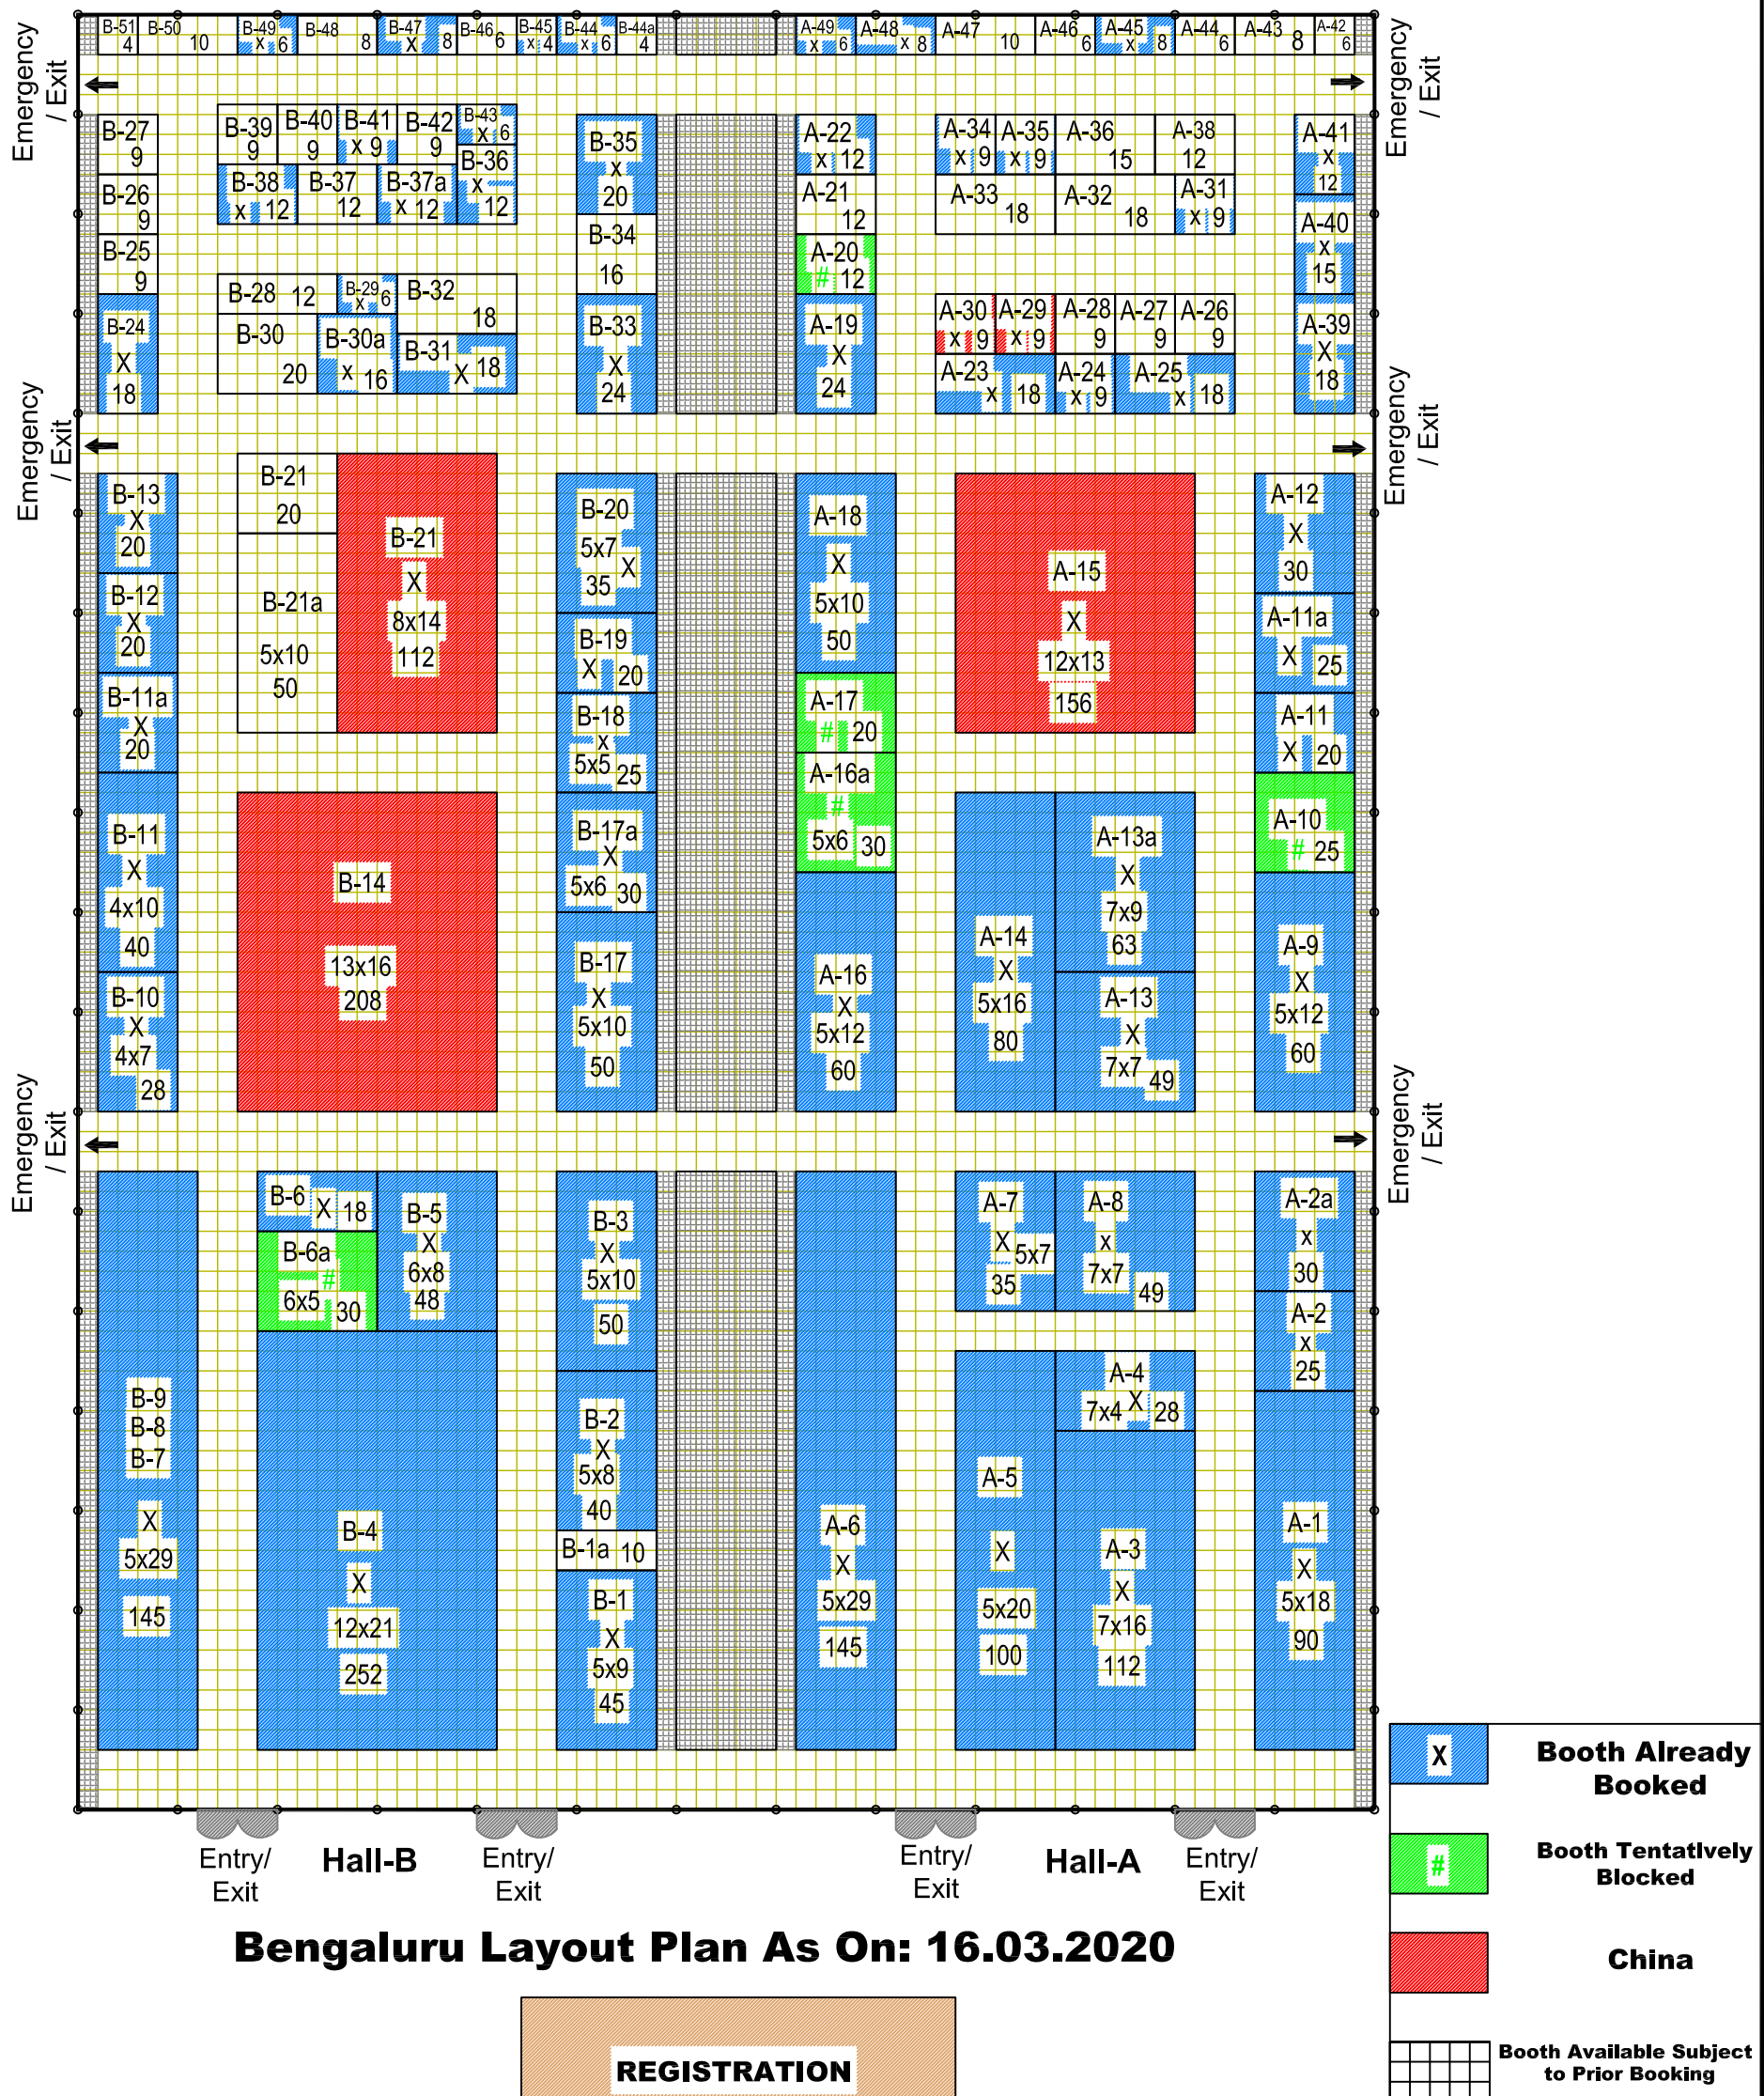 B-51
4
B-50
10
B-49
x 6
B-48
8
B-47
X 8
B-46
6
B-45
x 4
B-44
x 6
B-44a
4
A-49
x 6
A-48
x 8
A-47
10
A-46
6
A-45
x 8
A-44
6
A-43
8
A-42
6
Emergency
/ Exit
Emergency
/ Exit
B-27
9
B-39
9
B-40
9
B-41
x 9
B-42
9
B-43
x 6
B-36
x
12
B-35
x
20
A-22
x 12
A-34
x 9
A-35
x 9
A-36
15
A-38
12
A-41
x
12
B-26
9
B-38
x 12
B-37
12
B-37a
x 12
A-21
12
A-33
18
A-32
18
A-31
x 9
A-40
x
15
B-25
9
B-34
16
A-20
# 12
B-24
X
18
B-28 12
B-29
x 6
B-32
18
B-30
20
B-30a
x 16
B-31
X 18
B-33
X
24
A-19
X
24
A-30
x 9
A-29
x 9
A-28
9
A-27
9
A-26
9
A-39
X
18
A-23
x 18
A-24
x 9
A-25
x 18
Emergency
/ Exit
Emergency
/ Exit
B-13
X
20
B-21
20
B-21
X
8x14
112
B-20
5x7
X
35
A-18
X
5x10
50
A-15
X
12x13
156
A-12
X
30
B-12
X
20
B-21a
5x10
50
B-19
X 20
A-11a
X 25
B-11a
X
20
B-18
x
5x5 25
A-17
# 20
A-11
X 20
B-11
X
4x10
40
B-14
13x16
208
B-17a
X
5x6 30
A-16a
#
5x6 30
A-14
X
5x16
80
A-13a
X
7x9
63
A-10
# 25
B-10
X
4x7
28
B-17
X
5x10
50
A-16
X
5x12
60
A-13
X
7x7 49
A-9
X
5x12
60
Emergency
/ Exit
Emergency
/ Exit
B-6 X 18
B-5
X
6x8
48
B-6a
#
6x5 30
B-3
X
5x10
50
A-7
X 5x7
35
A-8
x
7x7
49
A-2a
x
30
A-2
x
25
B-9
B-8
B-7
X
5x29
145
B-4
X
12x21
252
B-2
X
5x8
40
B-1a 10
B-1
X
5x9
45
A-6
X
5x29
145
A-5
X
5x20
100
A-4
7x4 X 28
A-3
X
7x16
112
A-1
X
5x18
90
Entry/
Exit
Hall-B
Entry/
Exit
Entry/
Exit
Hall-A
Entry/
Exit
X
Booth Already
Booked
#
Booth Tentatlvely
Blocked
China
Booth Available Subject
to Prior Booking
Bengaluru Layout Plan As On: 16.03.2020
REGISTRATION